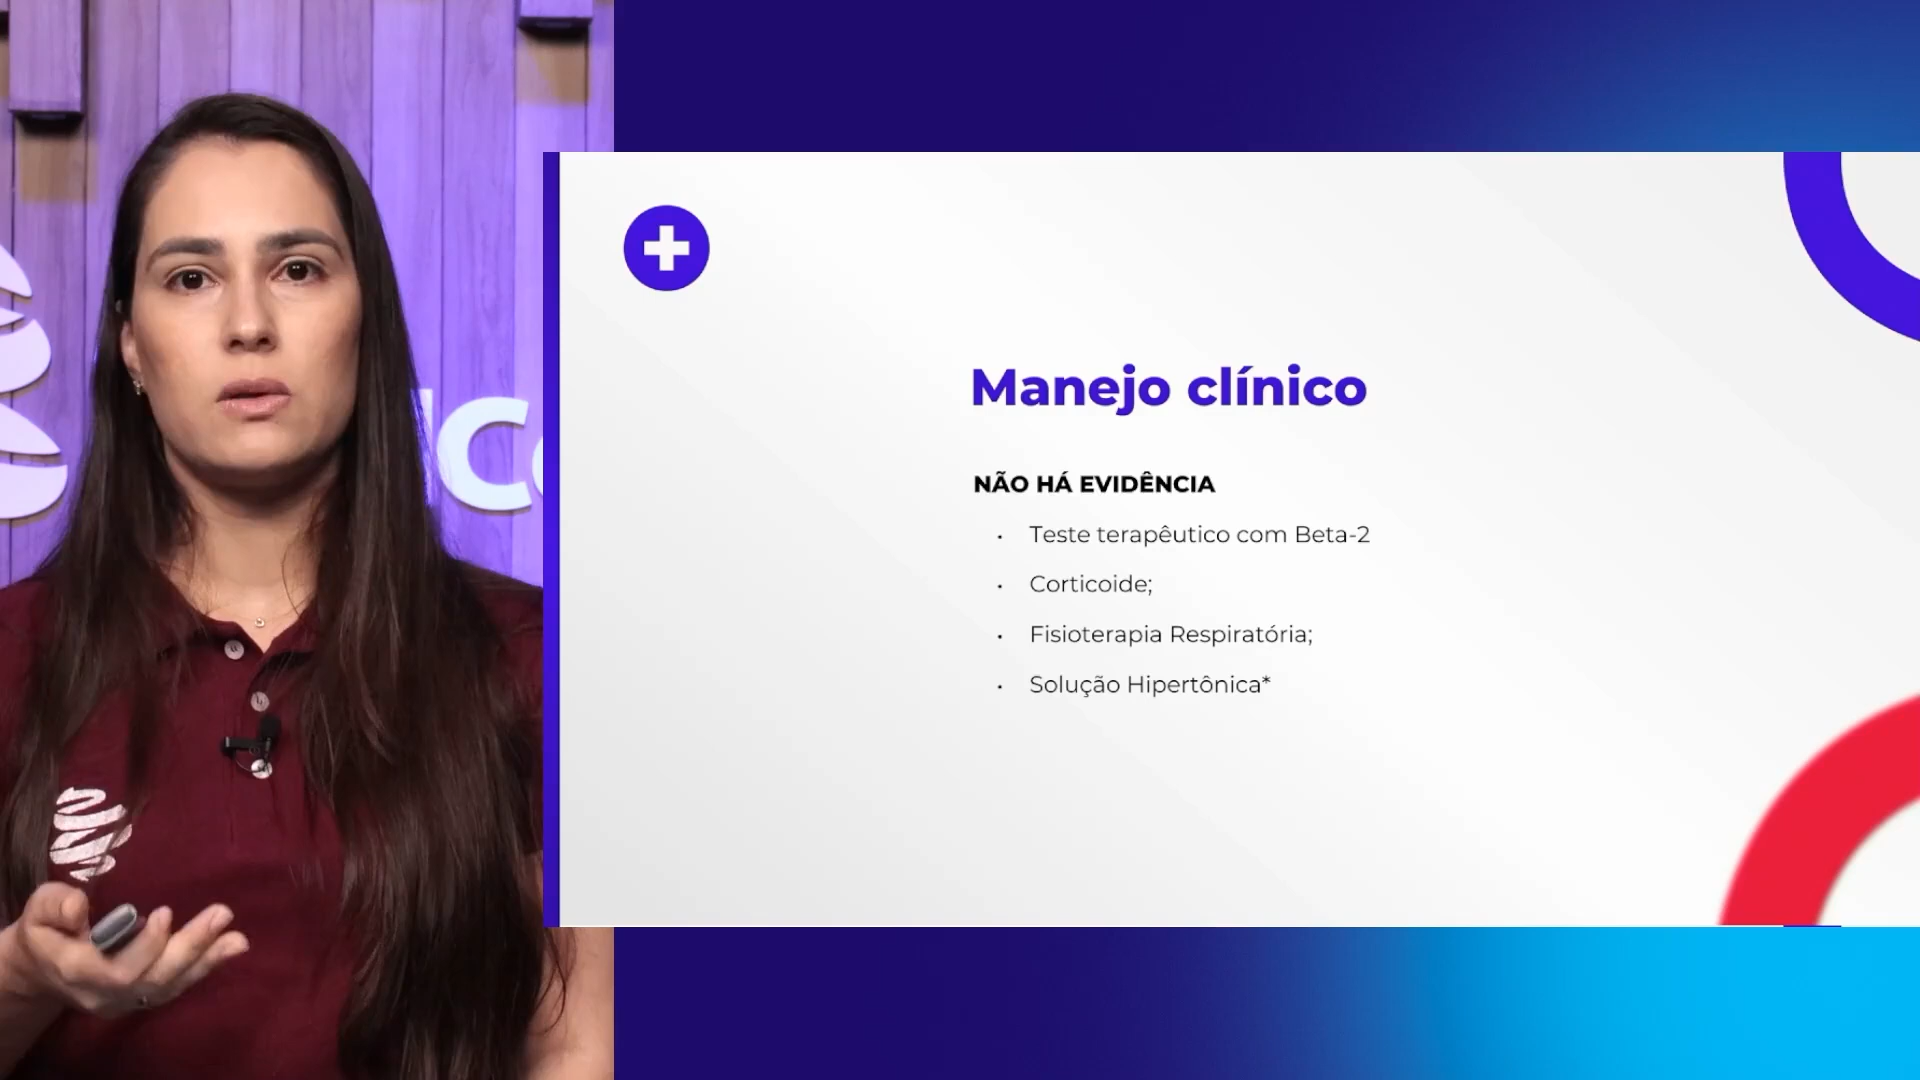 Manejo clínico
NÃO HÁ EVIDÊNCIA
• Teste terapêutico com Beta-2
• Corticoide;
• Fisioterapia Respiratória;
• Solução Hipertônica*